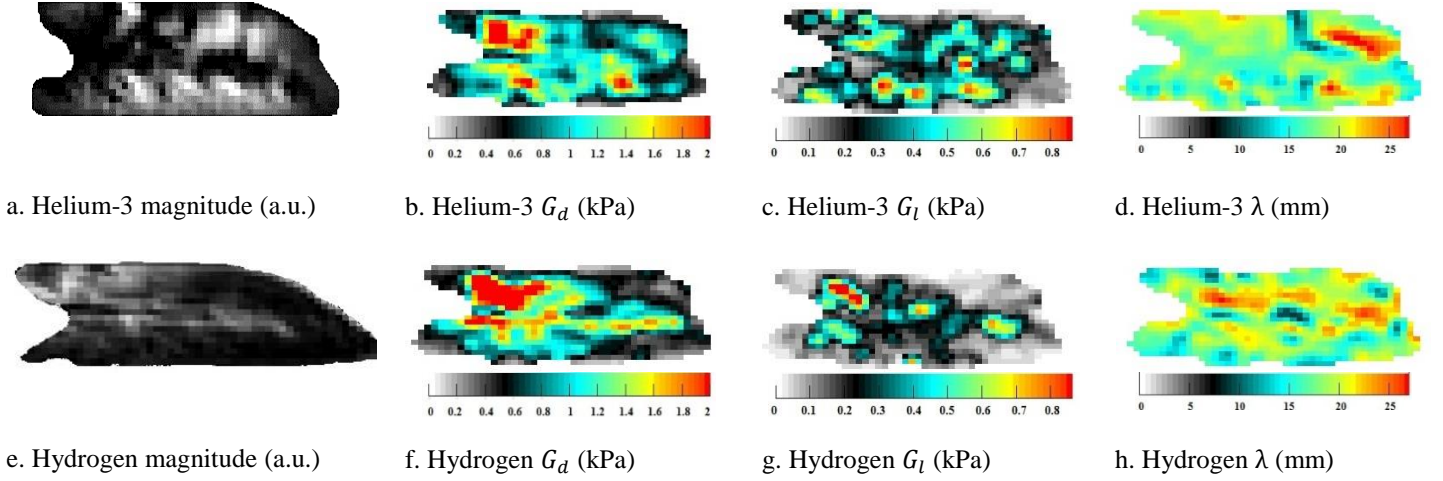 0 0.2 0.4 0.6 0.8 1 1.2 1.4 1.6 1.8 2
0 0.1 0.2 0.3 0.4 0.5 0.6 0.7 0.8
0 5 10 15 20 25
a. Helium-3 magnitude (a.u.)
b. Helium-3 G_d (kPa)
c. Helium-3 G_l (kPa)
d. Helium-3 λ (mm)
0 0.2 0.4 0.6 0.8 1 1.2 1.4 1.6 1.8 2
0 0.1 0.2 0.3 0.4 0.5 0.6 0.7 0.8
0 5 10 15 20 25
e. Hydrogen magnitude (a.u.)
f. Hydrogen G_d (kPa)
g. Hydrogen G_l (kPa)
h. Hydrogen λ (mm)